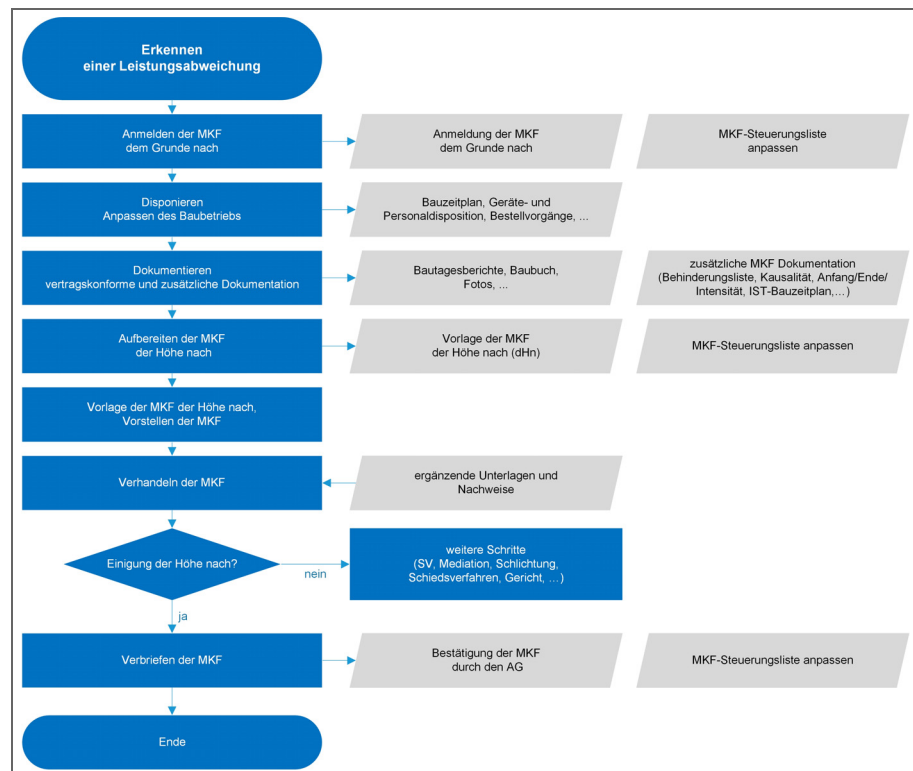 Erkennen
einer Leistungsabweichung
Anmelden der MKF
dem Grunde nach
Anmeldung der MKF
dem Grunde nach
MKF-Steuerungsliste
anpassen
Disponieren
Anpassen des Baubetriebs
Bauzeitplan, Geräte- und
Personaldisposition, Bestellvorgänge, ...
Dokumentieren
vertragskonforme und zusätzliche Dokumentation
Bautagesberichte, Baubuch,
Fotos, ...
zusätzliche MKF Dokumentation
(Behinderungsliste, Kausalität, Anfang/Ende/
Intensität, IST-Bauzeitplan,…)
Aufbereiten der MKF
der Höhe nach
Vorlage der MKF
der Höhe nach (dHn)
MKF-Steuerungsliste anpassen
Vorlage der MKF der Höhe nach,
Vorstellen der MKF
Verhandeln der MKF
ergänzende Unterlagen und
Nachweise
Einigung der Höhe nach?
nein
weitere Schritte
(SV, Mediation, Schlichtung,
Schiedsverfahren, Gericht, …)
ja
Verbriefen der MKF
Bestätigung der MKF
durch den AG
MKF-Steuerungsliste anpassen
Ende